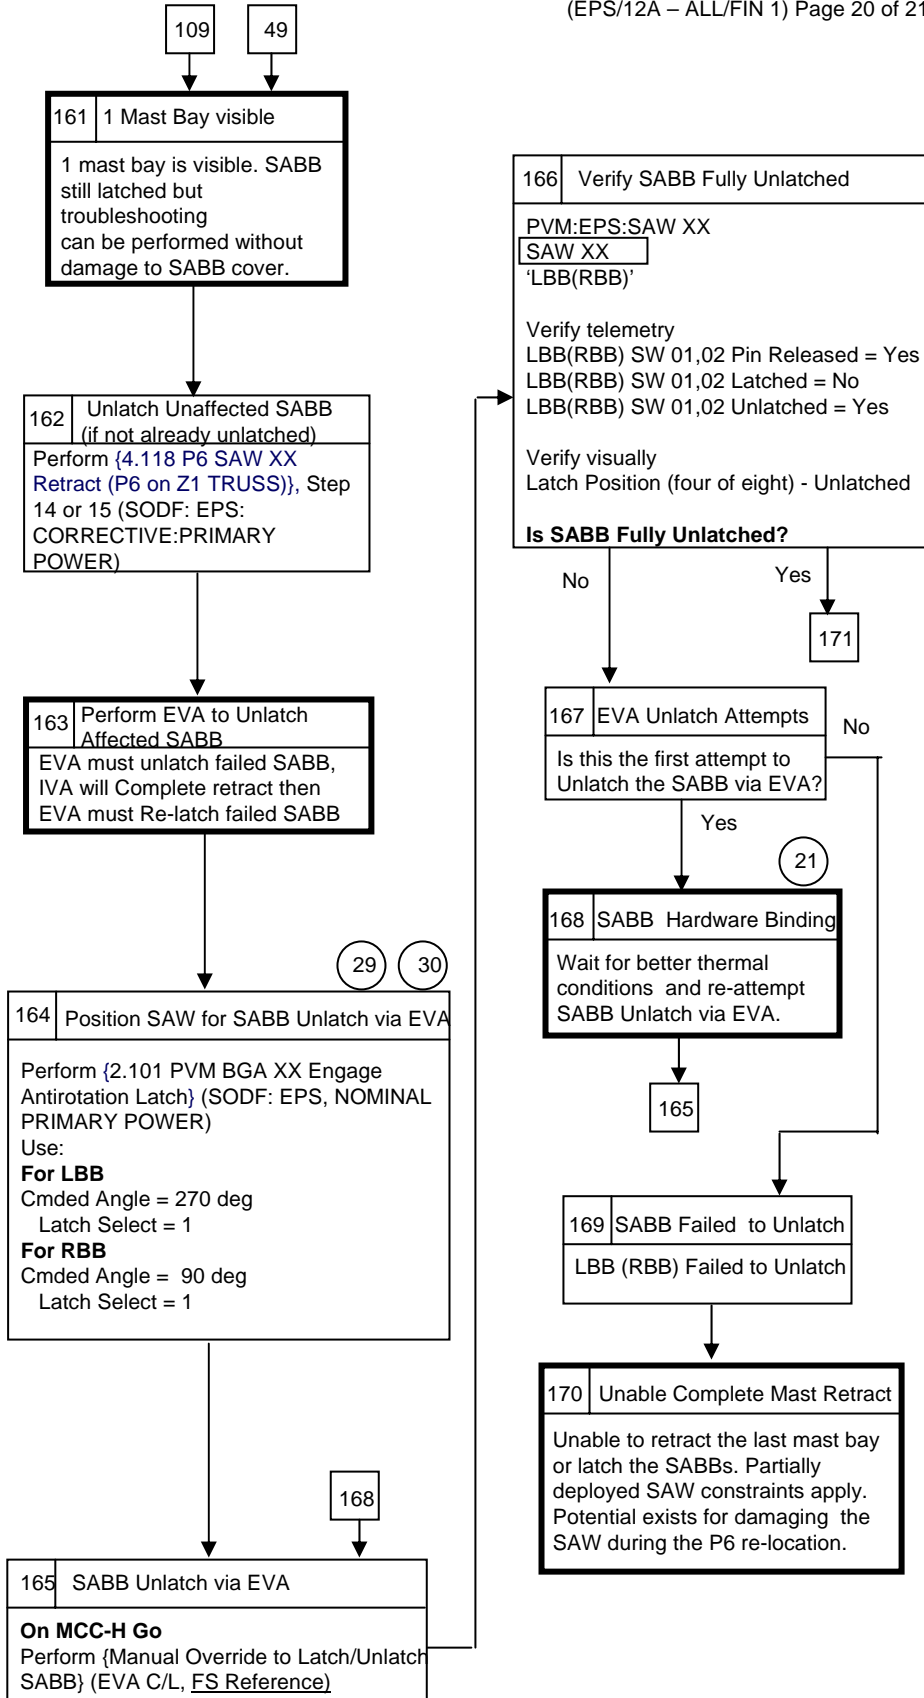 (EPS/12A – ALL/FIN 1) Page 20 of 21
109
49
161
1 Mast Bay visible
1 mast bay is visible. SABB
still latched but
troubleshooting
can be performed without
damage to SABB cover.
162
Unlatch Unaffected SABB
(if not already unlatched)
Perform {4.118 P6 SAW XX
Retract (P6 on Z1 TRUSS)}, Step
14 or 15 (SODF: EPS:
CORRECTIVE:PRIMARY
POWER)
163
Perform EVA to Unlatch
Affected SABB
EVA must unlatch failed SABB,
IVA will Complete retract then
EVA must Re-latch failed SABB
29
30
164
Position SAW for SABB Unlatch via EVA
Perform {2.101 PVM BGA XX Engage
Antirotation Latch} (SODF: EPS, NOMINAL
PRIMARY POWER)
Use:
For LBB
Cmded Angle = 270 deg
Latch Select = 1
For RBB
Cmded Angle = 90 deg
Latch Select = 1
168
165
SABB Unlatch via EVA
On MCC-H Go
Perform {Manual Override to Latch/Unlatch
SABB} (EVA C/L, FS Reference)
166
Verify SABB Fully Unlatched
PVM:EPS:SAW XX
SAW XX
‘LBB(RBB)’
Verify telemetry
LBB(RBB) SW 01,02 Pin Released = Yes
LBB(RBB) SW 01,02 Latched = No
LBB(RBB) SW 01,02 Unlatched = Yes
Verify visually
Latch Position (four of eight) - Unlatched
Is SABB Fully Unlatched?
No
Yes
171
167
EVA Unlatch Attempts
No
Is this the first attempt to
Unlatch the SABB via EVA?
Yes
21
168
SABB Hardware Binding
Wait for better thermal
conditions and re-attempt
SABB Unlatch via EVA.
165
169
SABB Failed to Unlatch
LBB (RBB) Failed to Unlatch
170
Unable Complete Mast Retract
Unable to retract the last mast bay
or latch the SABBs. Partially
deployed SAW constraints apply.
Potential exists for damaging the
SAW during the P6 re-location.